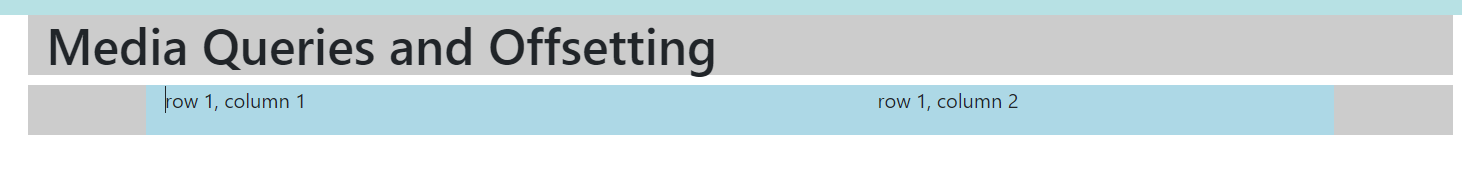 Media Queries and Offsetting
row 1, column 1 row 1, column 2